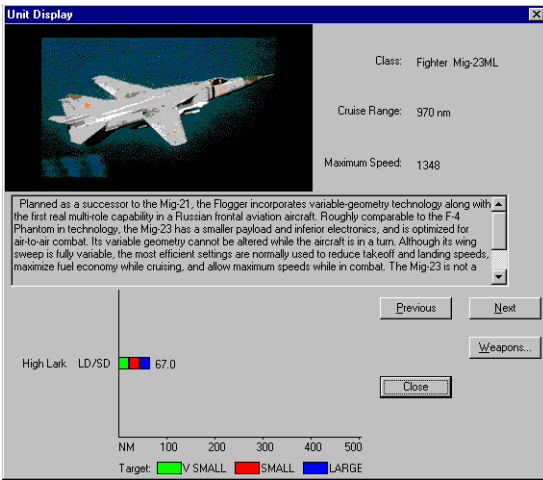 Unit Display
Class: Fighter Mig-23ML
Cruise Range: 970 nm
Maximum Speed: 1348
Planned as a successor to the Mig-21, the Flogger incorporates variable-geometry technology along with
the first real multi-role capability in a Russian frontal aviation aircraft. Roughly comparable to the F-4
Phantom in technology, the Mig-23 has a smaller payload and inferior electronics, and is optimized for
air-to-air combat. Its variable geometry cannot be altered while the aircraft is in a turn. Although its wing
sweep is fully variable, the most efficient settings are normally used to reduce takeoff and landing speeds,
maximize fuel economy while cruising, and allow maximum speeds while in combat. The Mig-23 is not a
Previous Next
Weapons...
High Lark LD/SD 67.0
Close
NM 100 200 300 400 500
Target: V SMALL SMALL LARGE